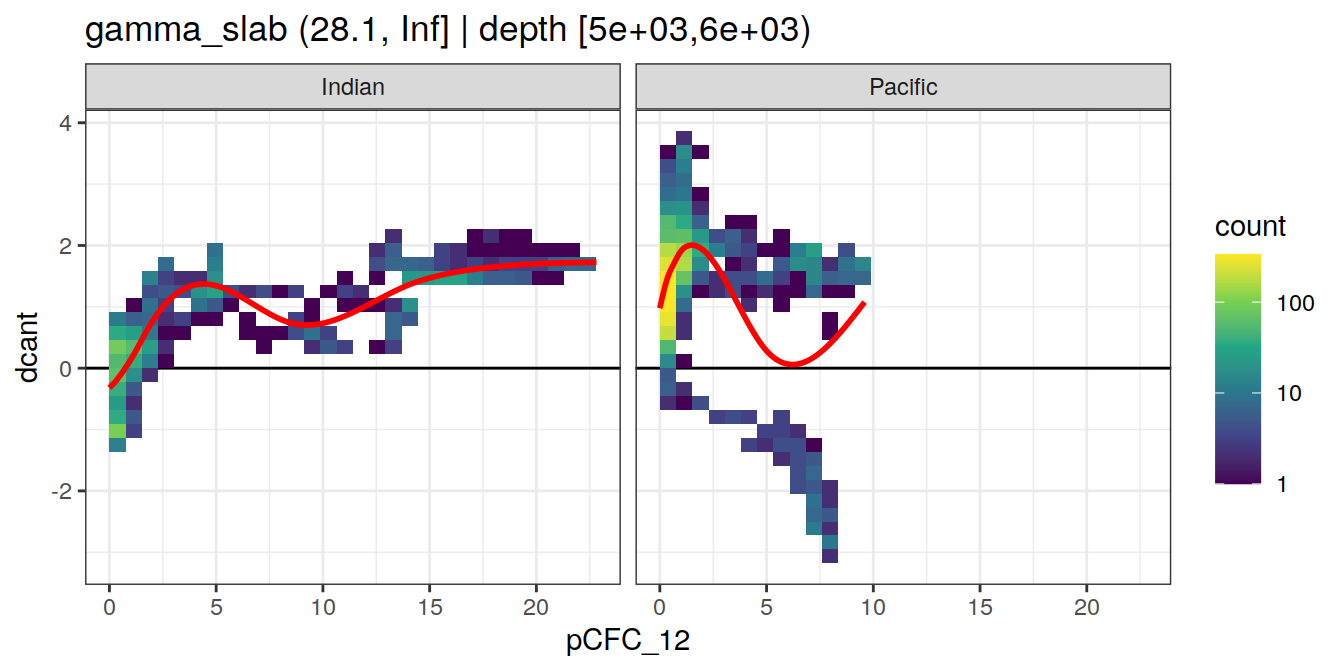 gamma_slab (28.1, Inf] | depth [5e+03,6e+03)
Indian
Pacific
4
2
0
-2
dcant
0 5 10 15 20
0 5 10 15 20
pCFC_12
count
100
10
1